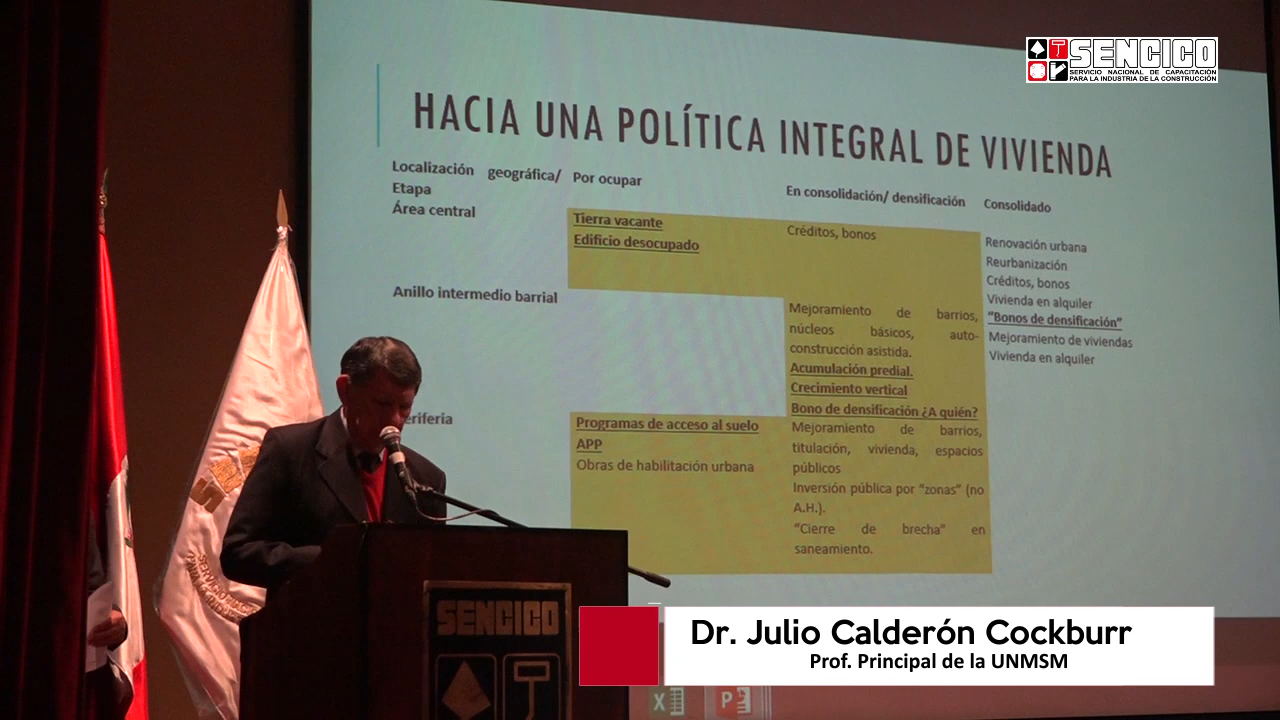 SENCICO
SERVICIO NACIONAL DE CAPACITACIÓN
PARA LA INDUSTRIA DE LA CONSTRUCCIÓN
HACIA UNA POLÍTICA INTEGRAL DE VIVIENDA
Localización geográfica/
Etapa
Por ocupar
En consolidación/ densificación
Consolidado
Área central
Tierra vacante
Edificio desocupado
Créditos, bonos
Renovación urbana
Reurbanización
Créditos, bonos
Vivienda en alquiler
"Bonos de densificación"
Mejoramiento de viviendas
Vivienda en alquiler
Anillo intermedio barrial
Mejoramiento de barrios,
núcleos básicos, auto-
construcción asistida.
Acumulación predial.
Crecimiento vertical
Bono de densificación ¿A quién?
eriferia
Programas de acceso al suelo
APP
Obras de habilitación urbana
Mejoramiento de barrios,
titulación, vivienda, espacios
públicos
Inversión pública por "zonas" (no
A.H.).
"Cierre de brecha" en
saneamiento.
SENCICO
Dr. Julio Calderón Cockburr
Prof. Principal de la UNMSM